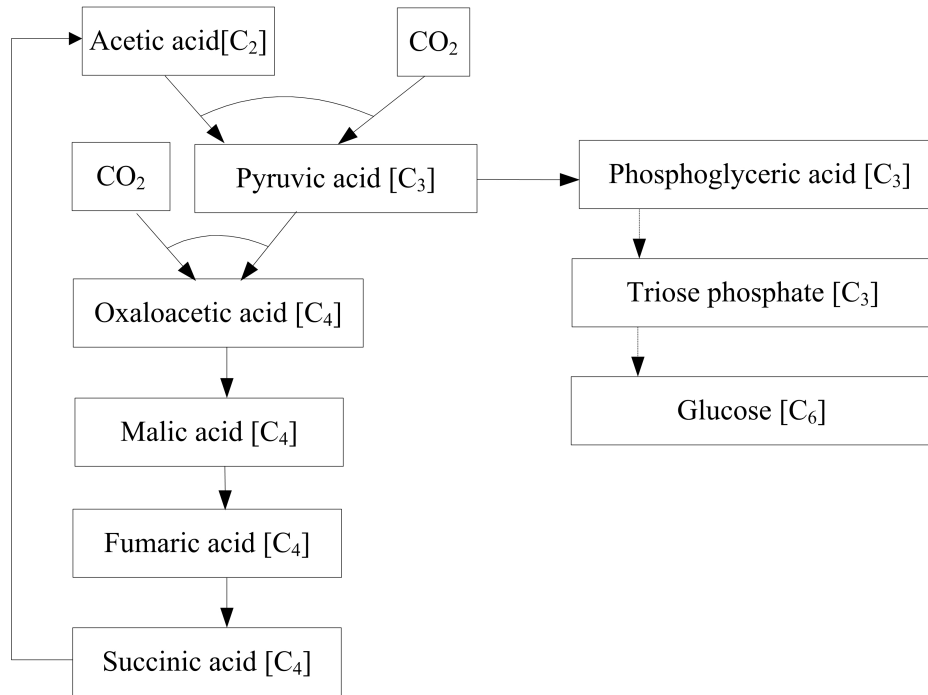 Acetic acid[C₂]
CO₂
CO₂
Pyruvic acid [C₃]
Phosphoglyceric acid [C₃]
Oxaloacetic acid [C₄]
Triose phosphate [C₃]
Malic acid [C₄]
Glucose [C₆]
Fumaric acid [C₄]
Succinic acid [C₄]